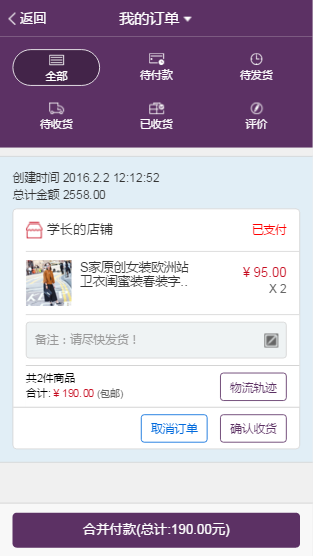 返回
我的订单
全部
待付款
待发货
待收货
已收货
评价
创建时间 2016.2.2 12:12:52
总计金额 2558.00
学长的店铺
已支付
S家原创女装欧洲站
卫衣闺蜜装春装字..
¥ 95.00
X 2
备注：请尽快发货！
共2件商品
合计: ¥ 190.00 (包邮)
物流轨迹
取消订单
确认收货
合并付款(总计:190.00元)